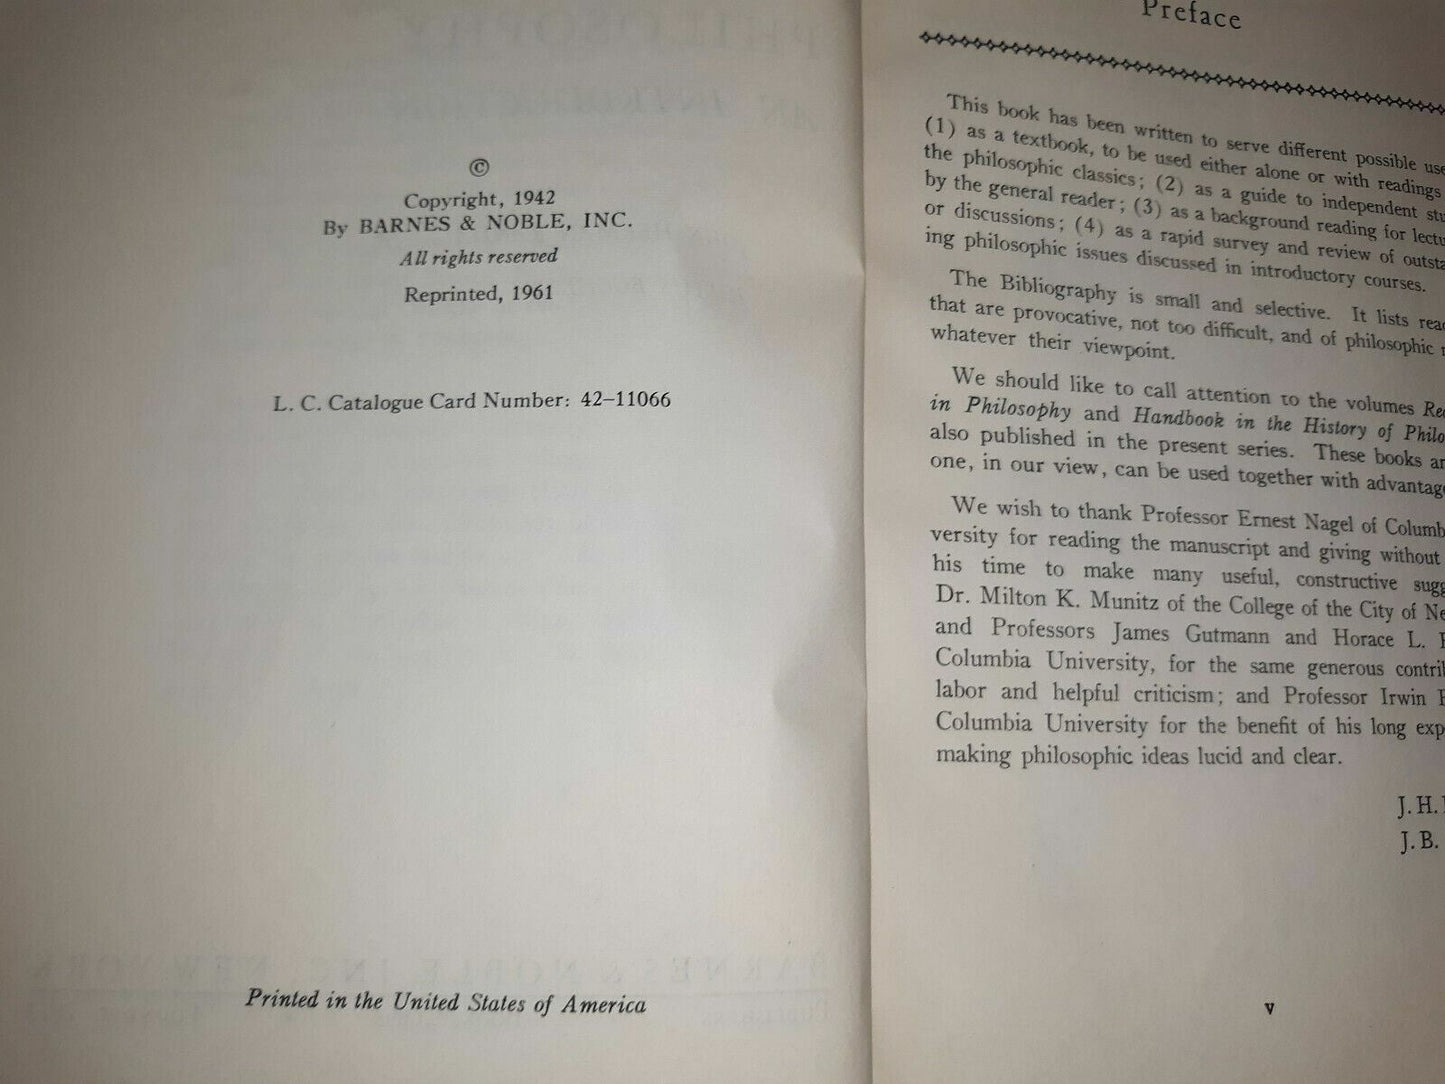 ©
Copyright, 1942
By BARNES & NOBLE, INC.
All rights reserved
Reprinted, 1961
L. C. Catalogue Card Number: 42-11066
Printed in the United States of America
Preface
This book has been written to serve different possible
(1) as a textbook, to be used either alone or with readings
the philosophic classics; (2) as a guide to independent
by the general reader; (3) as a background reading for
or discussions; (4) as a rapid survey and review of
ing philosophic issues discussed in introductory courses.
The Bibliography is small and selective. It lists
that are provocative, not too difficult, and of philosophic
whatever their viewpoint.
We should like to call attention to the volumes
in Philosophy and Handbook in the History of
also published in the present series. These books
one, in our view, can be used together with
We wish to thank Professor Ernest Nagel of
versity for reading the manuscript and giving without
his time to make many useful, constructive
Dr. Milton K. Munitz of the College of the City of
and Professors James Gutmann and Horace L.
Columbia University, for the same generous
labor and helpful criticism; and Professor Irwin
Columbia University for the benefit of his long
making philosophic ideas lucid and clear.
J. H.
J. B.
v